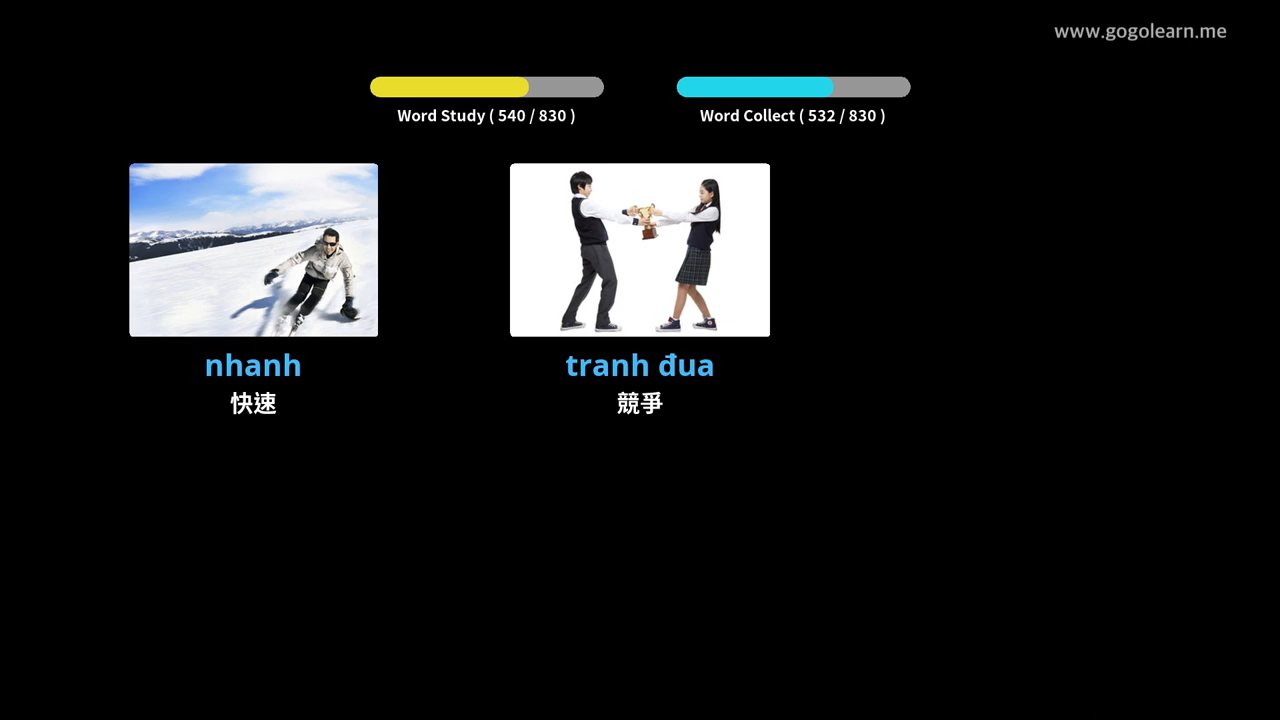 www.gogolearn.me
Word Study ( 540 / 830 )
Word Collect ( 532 / 830 )
nhanh
快速
tranh đua
競爭